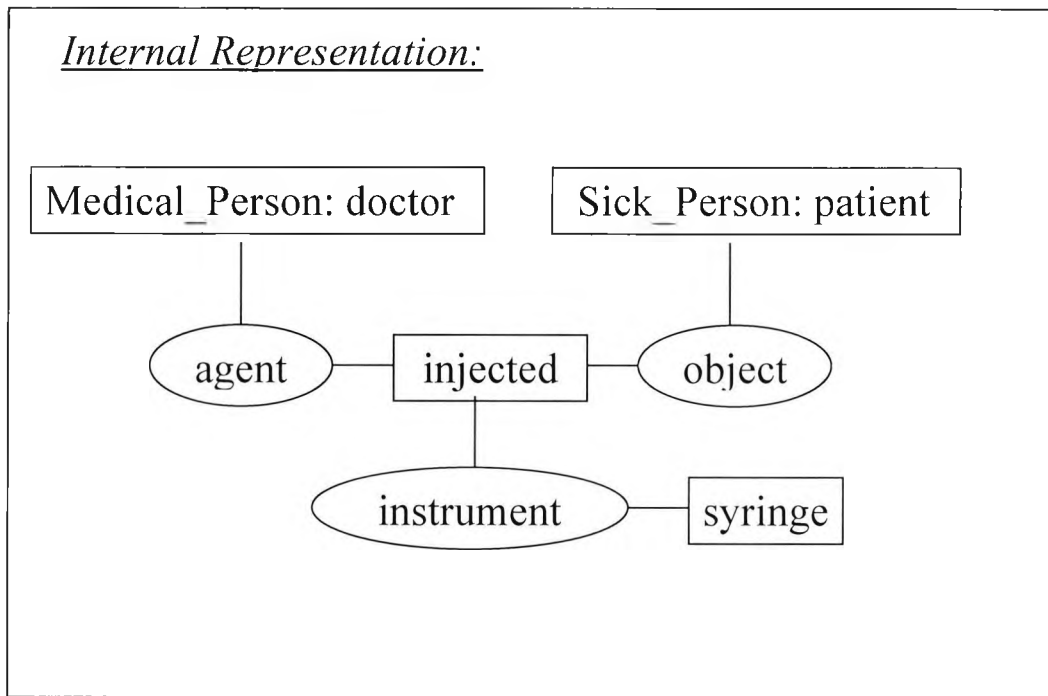 Internal Representation:
Medical_Person: doctor
Sick_Person: patient
agent
injected
object
instrument
syringe